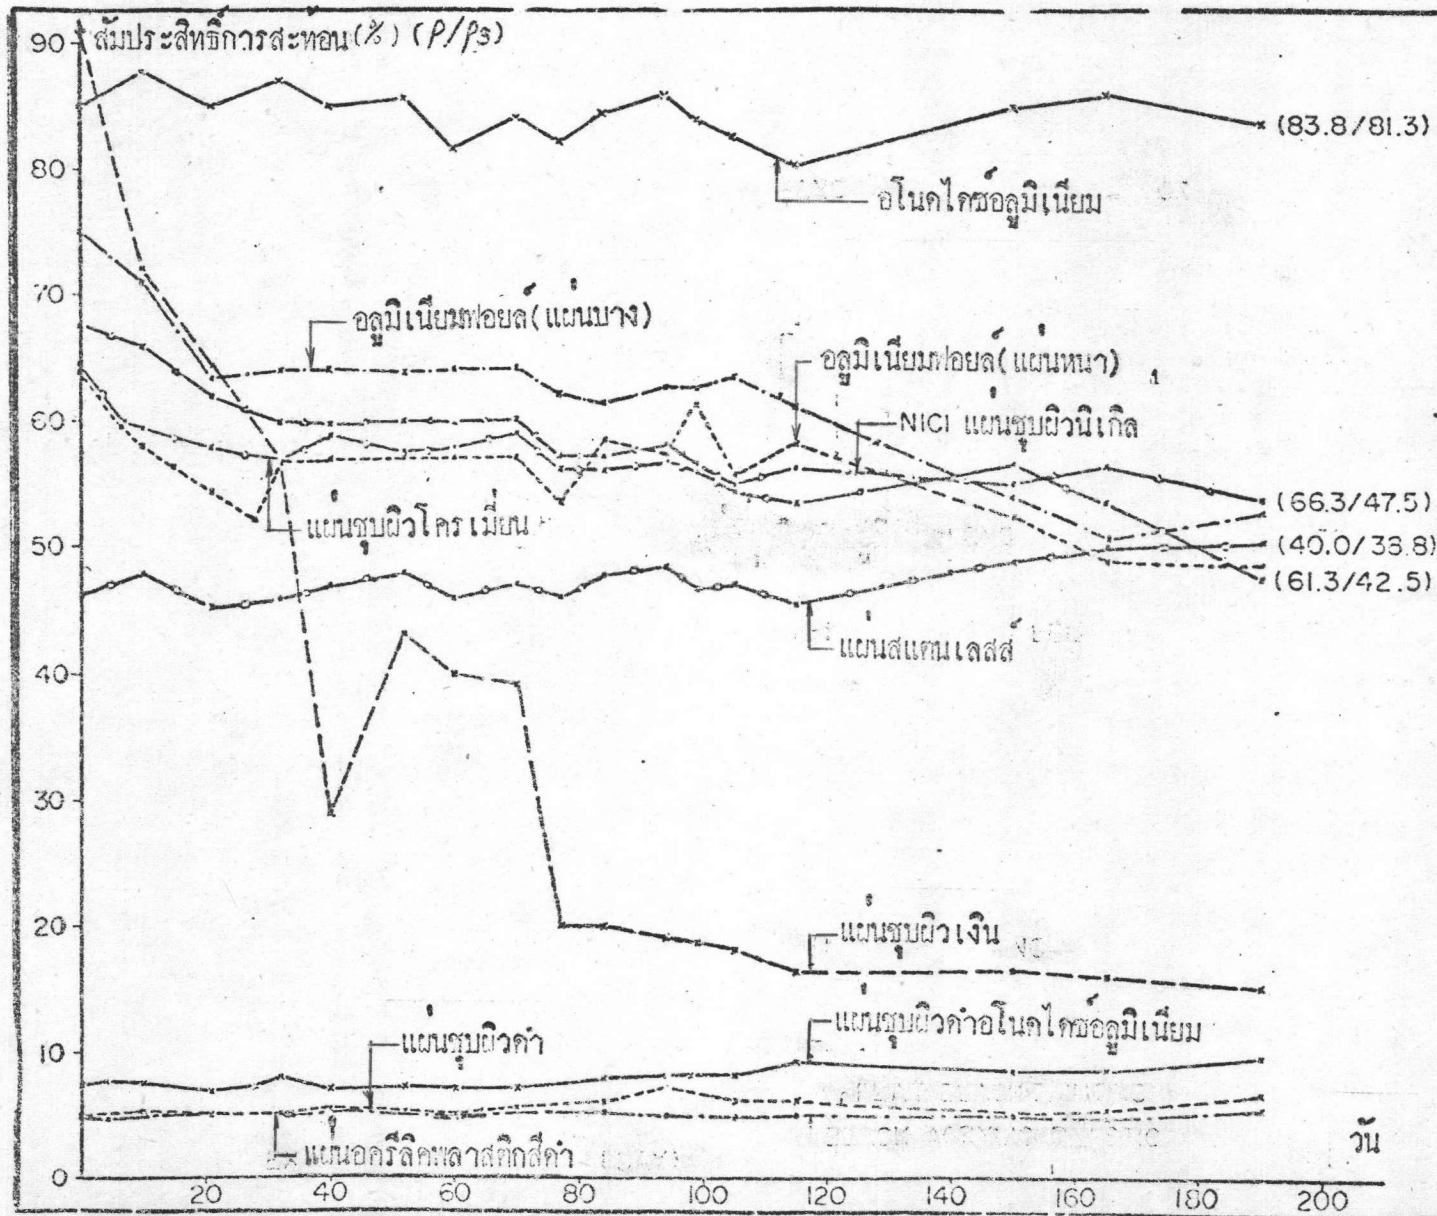 สัมประสิทธิ์การสะท้อน(%) (ρ/ρs)
90
80
70
60
50
40
30
20
10
0
(83.8/81.3)
อโนคไดซ์อลูมิเนียม
อลูมิเนียมฟอยล์(แผ่นบาง)
อลูมิเนียมฟอยล์(แผ่นหนา)
NICI แผ่นชุบผิวนิเกิล
แผ่นชุบผิวโครเมี่ยน
(66.3/47.5)
(40.0/33.8)
(61.3/42.5)
แผ่นสแตนเลสส์
แผ่นชุบผิวเงิน
แผ่นชุบผิวดำอโนคไดซ์อลูมิเนียม
แผ่นชุบผิวดำ
แผ่นอครีลิคพลาสติกสีดำ
วัน
20 40 60 80 100 120 140 160 180 200